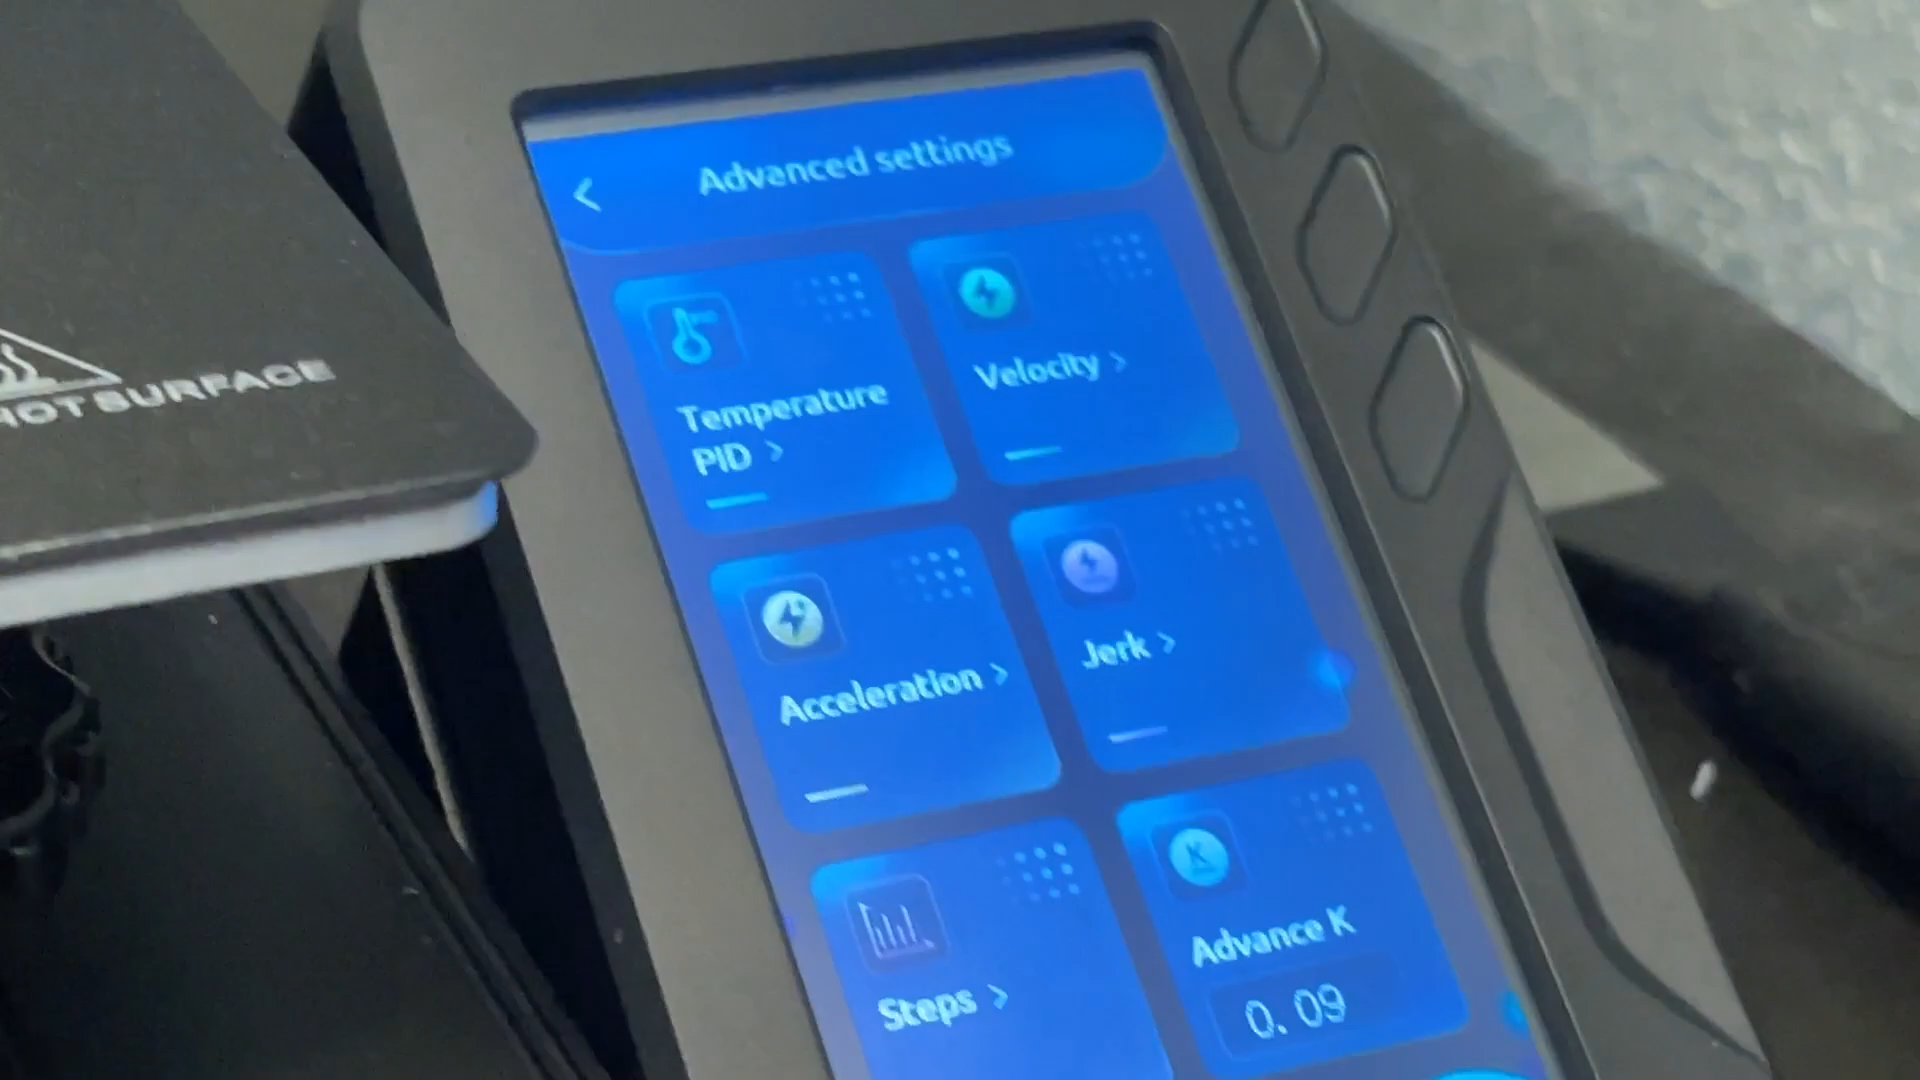 Advanced settings
Temperature
PID >
Velocity >
Acceleration >
Jerk >
Steps >
K
Advance K
0.09
HOT SURFACE